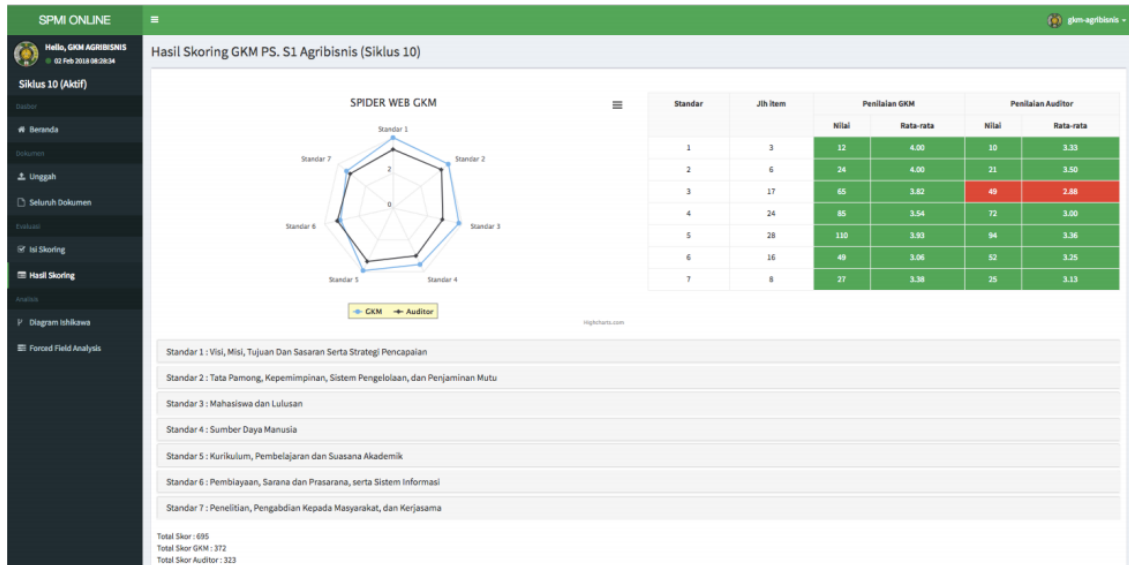 SPMI ONLINE
gkm-agribisnis
Hello, GKM AGRIBISNIS
02 Feb 2018 08:28:34
Siklus 10 (Aktif)
Dasbor
Beranda
Dokumen
Unggah
Seluruh Dokumen
Evaluasi
Isi Skoring
Hasil Skoring
Analisis
Diagram Ishikawa
Forced Field Analysis
Hasil Skoring GKM PS. S1 Agribisnis (Siklus 10)
SPIDER WEB GKM
Standar 1
Standar 2
Standar 3
Standar 4
Standar 5
Standar 6
Standar 7
2
0
GKM Auditor
Highcharts.com
Standar Jlh item Penilaian GKM Penilaian Auditor
Nilai Rata-rata Nilai Rata-rata
1 3 12 4.00 10 3.33
2 6 24 4.00 21 3.50
3 17 65 3.82 49 2.88
4 24 85 3.54 72 3.00
5 28 110 3.93 94 3.36
6 16 49 3.06 52 3.25
7 8 27 3.38 25 3.13
Standar 1 : Visi, Misi, Tujuan Dan Sasaran Serta Strategi Pencapaian
Standar 2 : Tata Pamong, Kepemimpinan, Sistem Pengelolaan, dan Penjaminan Mutu
Standar 3 : Mahasiswa dan Lulusan
Standar 4 : Sumber Daya Manusia
Standar 5 : Kurikulum, Pembelajaran dan Suasana Akademik
Standar 6 : Pembiayaan, Sarana dan Prasarana, serta Sistem Informasi
Standar 7 : Penelitian, Pengabdian Kepada Masyarakat, dan Kerjasama
Total Skor : 695
Total Skor GKM : 372
Total Skor Auditor : 323